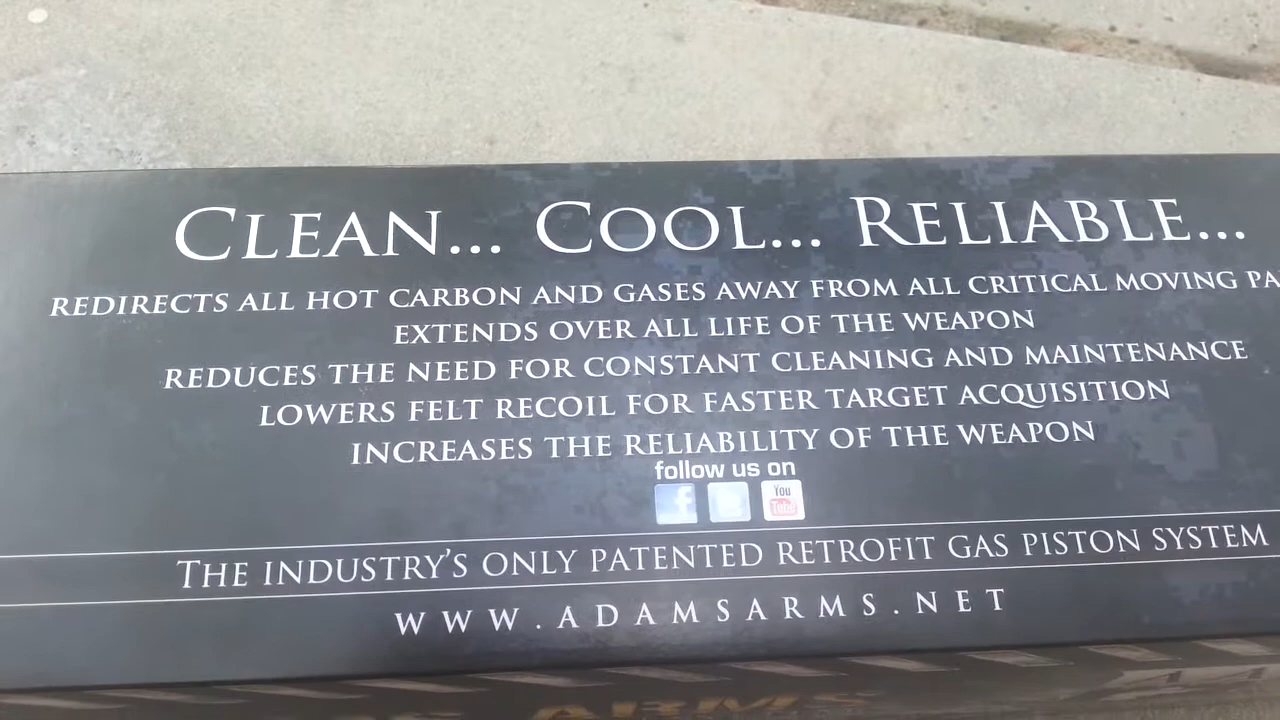 CLEAN... COOL... RELIABLE...
REDIRECTS ALL HOT CARBON AND GASES AWAY FROM ALL CRITICAL MOVING PA
EXTENDS OVER ALL LIFE OF THE WEAPON
REDUCES THE NEED FOR CONSTANT CLEANING AND MAINTENANCE
LOWERS FELT RECOIL FOR FASTER TARGET ACQUISITION
INCREASES THE RELIABILITY OF THE WEAPON
follow us on
f
You Tube
THE INDUSTRY'S ONLY PATENTED RETROFIT GAS PISTON SYSTEM
WWW.ADAMSARMS.NET
ARMS